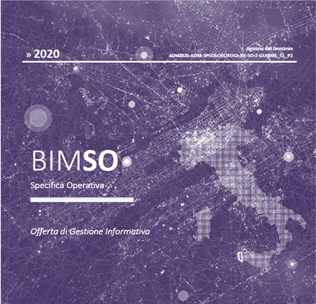 » 2020
Agenzia del Demanio
BIMSO
Specifica Operativa
Offerta di Gestione Informativa